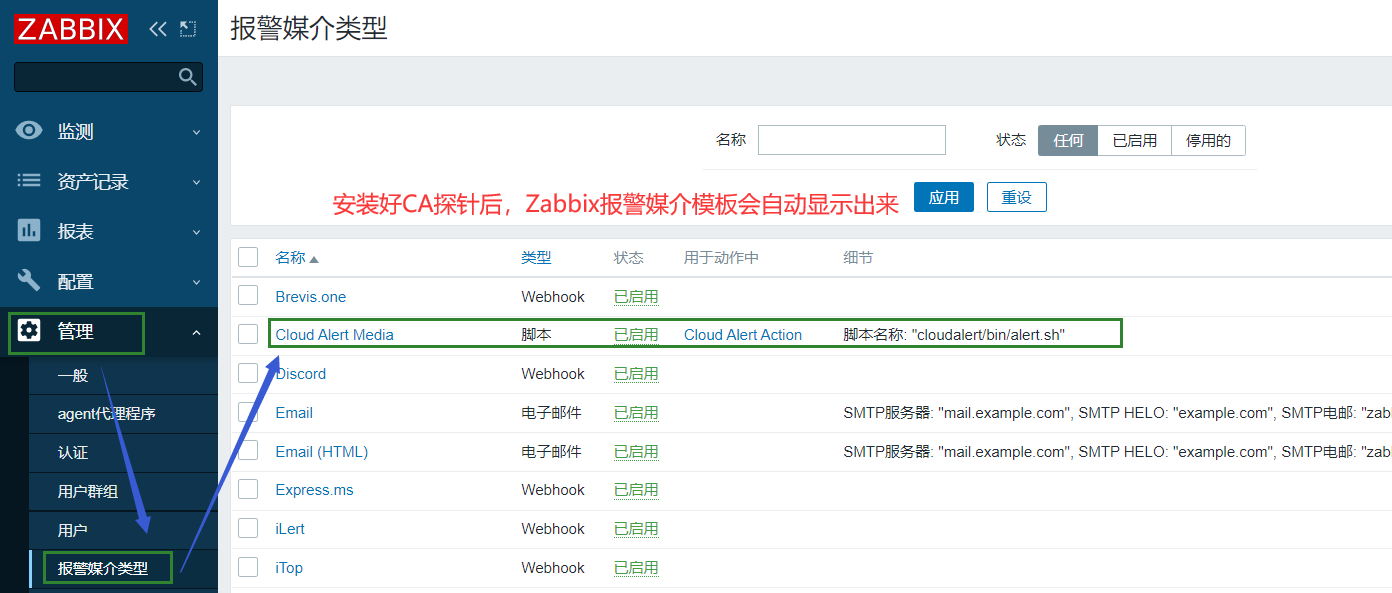 ZABBIX
监测
资产记录
报表
配置
管理
一般
agent代理程序
认证
用户群组
用户
报警媒介类型
报警媒介类型
名称 状态 任何 已启用 停用的
安装好CA探针后，Zabbix报警媒介模板会自动显示出来 应用 重设
名称 类型 状态 用于动作中 细节
Brevis.one Webhook 已启用
Cloud Alert Media 脚本 已启用 Cloud Alert Action 脚本名称: "cloudalert/bin/alert.sh"
Discord Webhook 已启用
Email 电子邮件 已启用 SMTP服务器: "mail.example.com", SMTP HELO: "example.com", SMTP电邮: "zab
Email (HTML) 电子邮件 已启用 SMTP服务器: "mail.example.com", SMTP HELO: "example.com", SMTP电邮: "zab
Express.ms Webhook 已启用
iLert Webhook 已启用
iTop Webhook 已启用